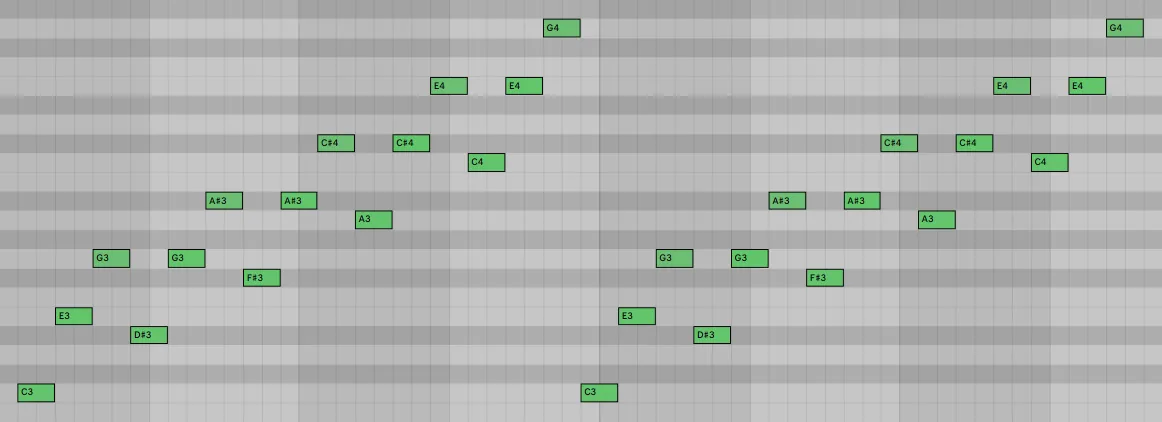 G4 G4
E4 E4 E4 E4
C#4 C#4 C#4 C#4
C4 C4
A#3 A#3 A#3 A#3
A3 A3
G3 G3 G3 G3
F#3 F#3
E3 E3
D#3 D#3
C3 C3